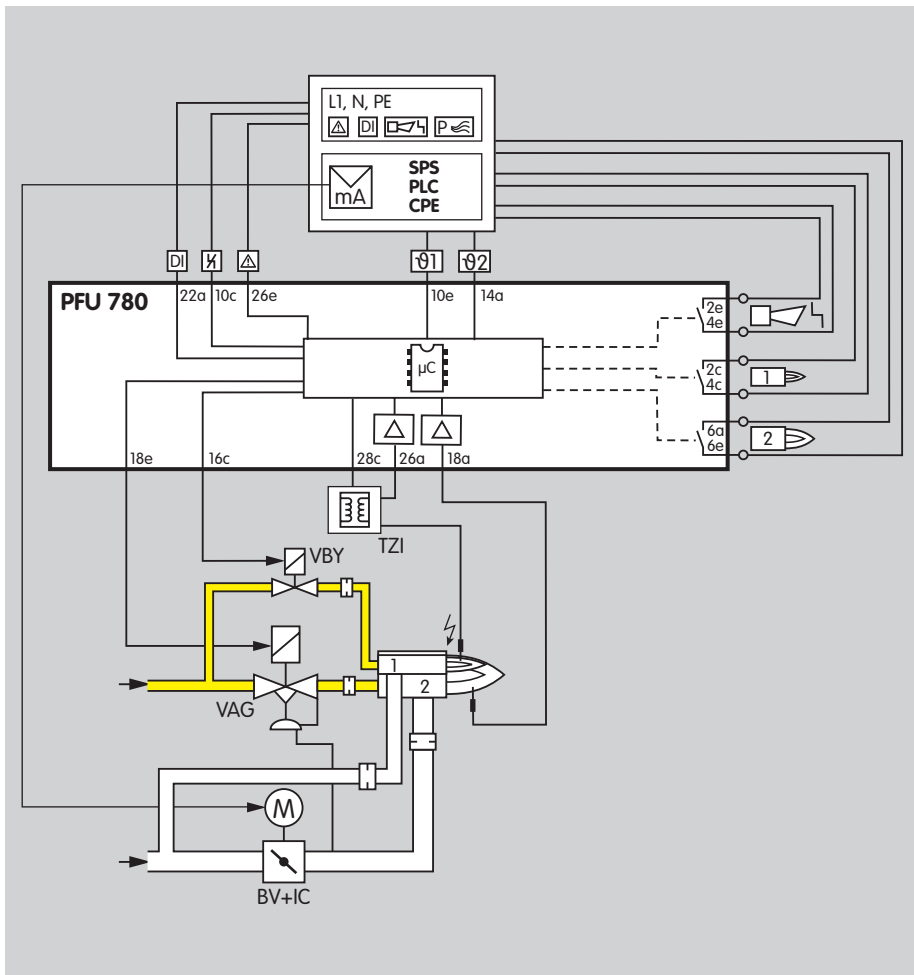 L1, N, PE
DI P
mA
SPS
PLC
CPE
DI ϑ1 ϑ2
PFU 780
22a 10c 26e 10e 14a
2e
4e
µC
2c
4c
1
6a
6e
2
18e 16c 28c 26a 18a
TZI
VBY
1
2
VAG
M
BV+IC